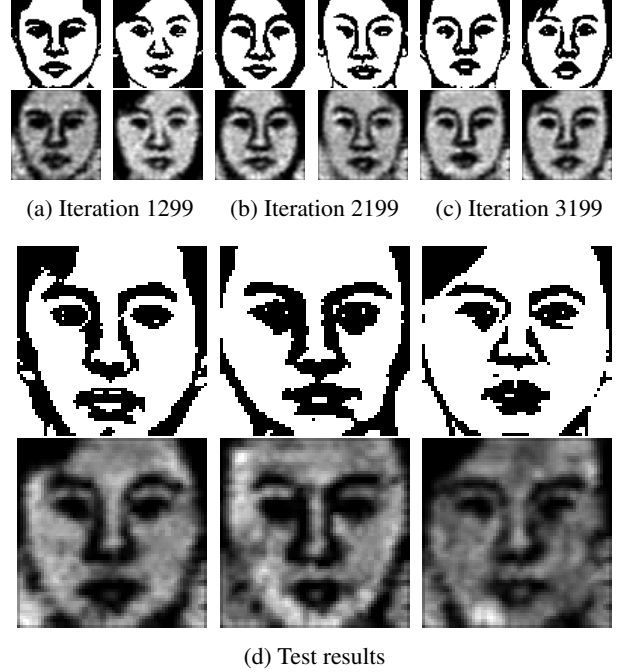 (a) Iteration 1299 (b) Iteration 2199 (c) Iteration 3199
(d) Test results